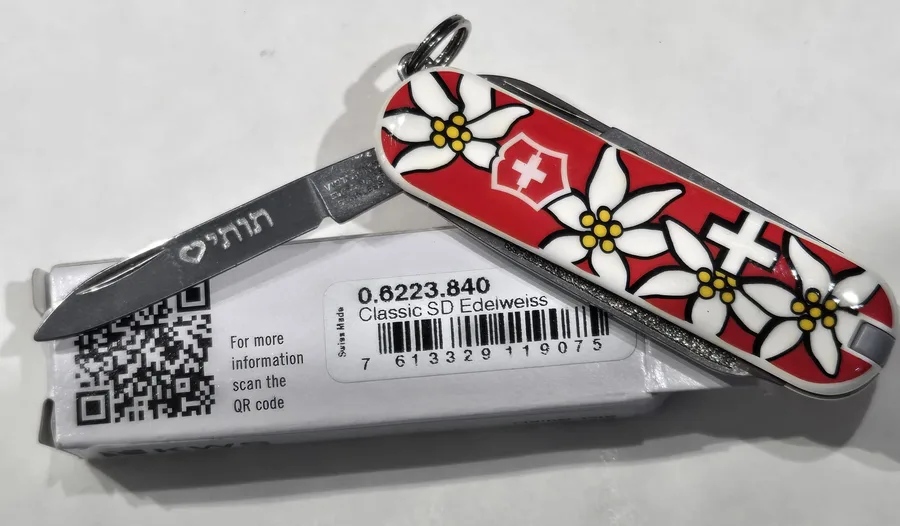 תותי♡
0.6223.840
Classic SD Edelweiss
Swiss Made
7 613329 119075
For more
information
scan the
QR code